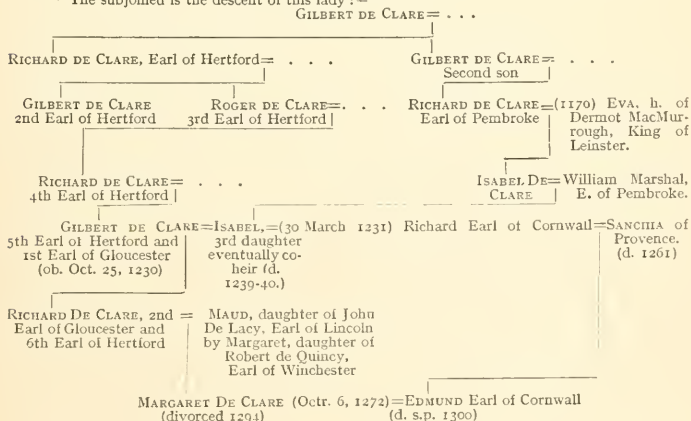 The subjoined is the descent of this lady :—
GILBERT DE CLARE= . . .
RICHARD DE CLARE, Earl of Hertford= . . . GILBERT DE CLARE= . . .
Second son
GILBERT DE CLARE ROGER DE CLARE=. . . RICHARD DE CLARE=(1170) EVA, h. of
2nd Earl of Hertford 3rd Earl of Hertford Earl of Pembroke Dermot MacMur-
rough, King of
Leinster.
RICHARD DE CLARE= . . . ISABEL DE=William Marshal,
4th Earl of Hertford CLARE E. of Pembroke.
GILBERT DE CLARE=ISABEL,=(30 March 1231) Richard Earl of Cornwall=SANCHIA of
5th Earl of Hertford and 3rd daughter Provence.
1st Earl of Gloucester eventually co- (d. 1261)
(ob. Oct. 25, 1230) heir (d.
1239-40.)
RICHARD DE CLARE, 2nd = MAUD, daughter of John
Earl of Gloucester and De Lacy, Earl of Lincoln
6th Earl of Hertford by Margaret, daughter of
Robert de Quincy,
Earl of Winchester
MARGARET DE CLARE (Octr. 6, 1272)=EDMUND Earl of Cornwall
(divorced 1294) (d. s.p. 1300)